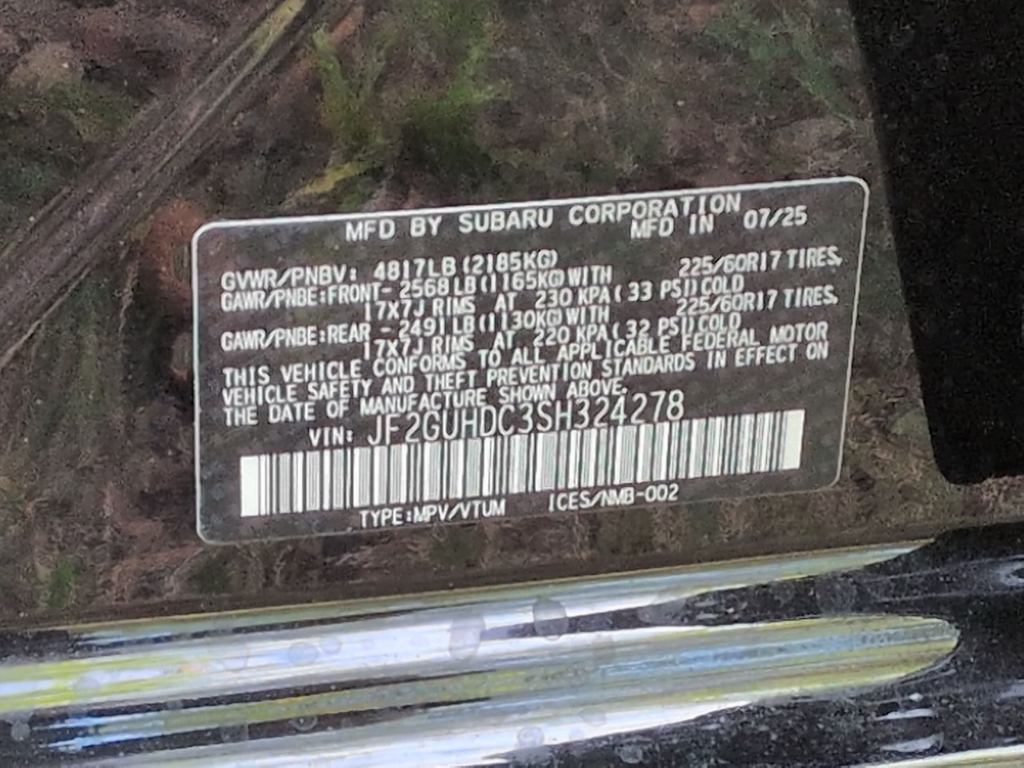 MFD BY SUBARU CORPORATION
MFD IN 07/25
GVWR/PNBV: 4817LB (2185KG)
GAWR/PNBE:FRONT- 2568LB(1165KG)WITH 225/60R17 TIRES,
17X7J RIMS AT 230 KPA( 33 PSI)COLD
GAWR/PNBE:REAR - 2491LB(1130KG)WITH 225/60R17 TIRES,
17X7J RIMS AT 220 KPA( 32 PSI)COLD
THIS VEHICLE CONFORMS TO ALL APPLICABLE FEDERAL MOTOR
VEHICLE SAFETY AND THEFT PREVENTION STANDARDS IN EFFECT ON
THE DATE OF MANUFACTURE SHOWN ABOVE.
VIN: JF2GUHDC3SH324278
TYPE:MPV/VTUM ICES/NMB-002